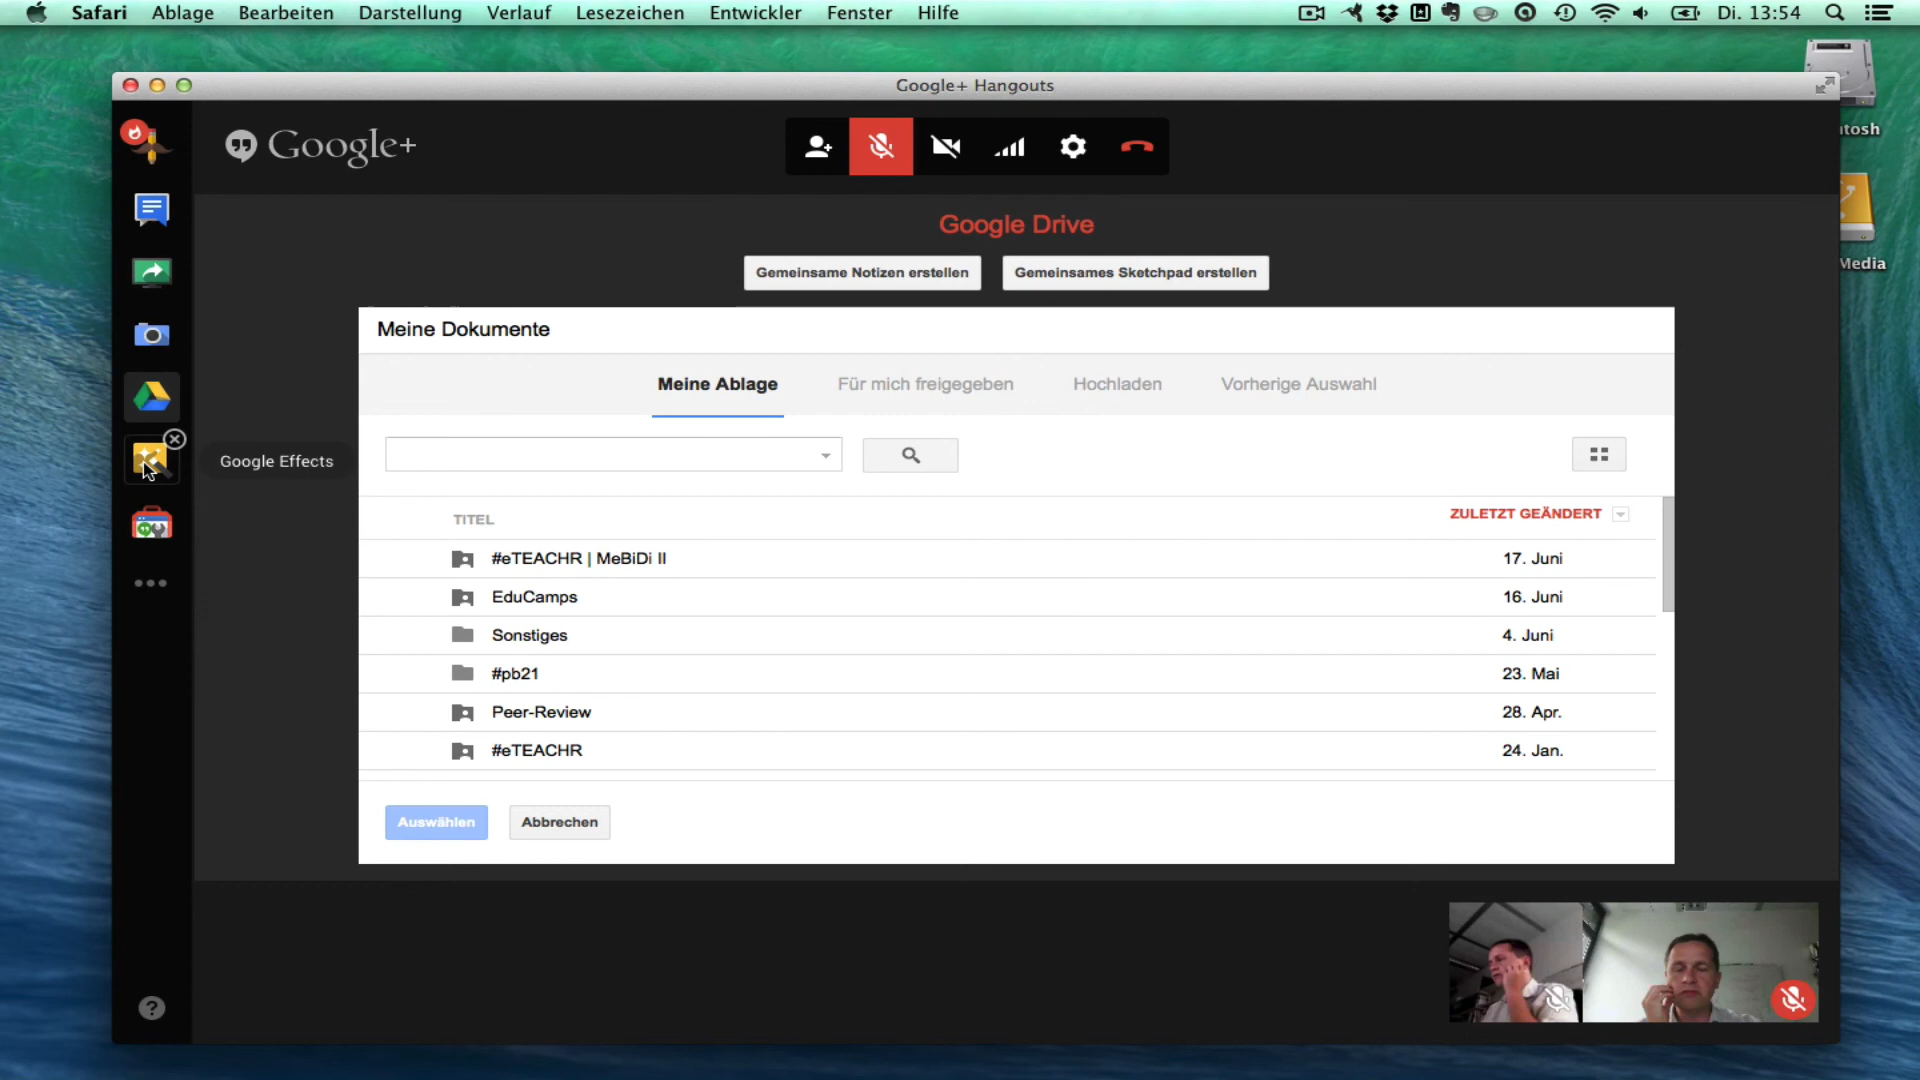 Safari Ablage Bearbeiten Darstellung Verlauf Lesezeichen Entwickler Fenster Hilfe Di. 13:54
Google+ Hangouts
Google+
tosh
Google Drive
Media
Gemeinsame Notizen erstellen Gemeinsames Sketchpad erstellen
Meine Dokumente
Meine Ablage Für mich freigegeben Hochladen Vorherige Auswahl
Google Effects
TITEL ZULETZT GEÄNDERT
#eTEACHR | MeBiDi II 17. Juni
EduCamps 16. Juni
Sonstiges 4. Juni
#pb21 23. Mai
Peer-Review 28. Apr.
#eTEACHR 24. Jan.
Auswählen Abbrechen
?